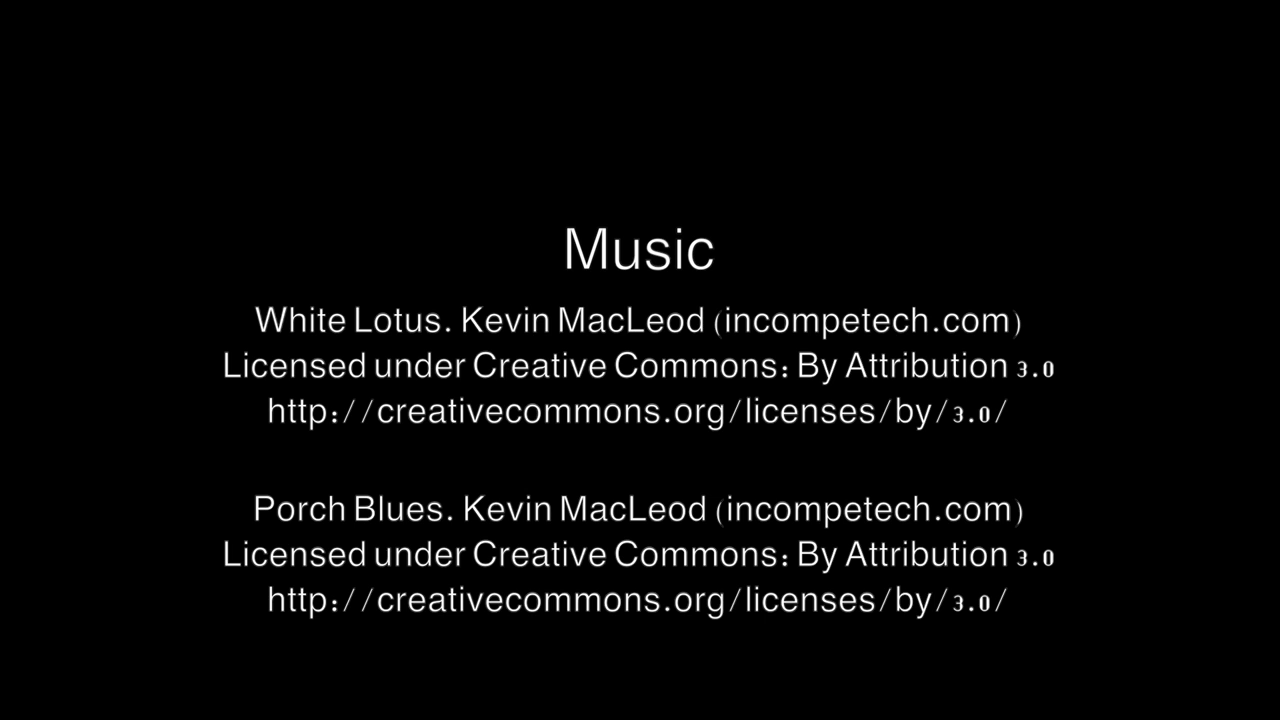 Music
White Lotus. Kevin MacLeod (incompetech.com)
Licensed under Creative Commons: By Attribution 3.0
http://creativecommons.org/licenses/by/3.0/
Porch Blues. Kevin MacLeod (incompetech.com)
Licensed under Creative Commons: By Attribution 3.0
http://creativecommons.org/licenses/by/3.0/